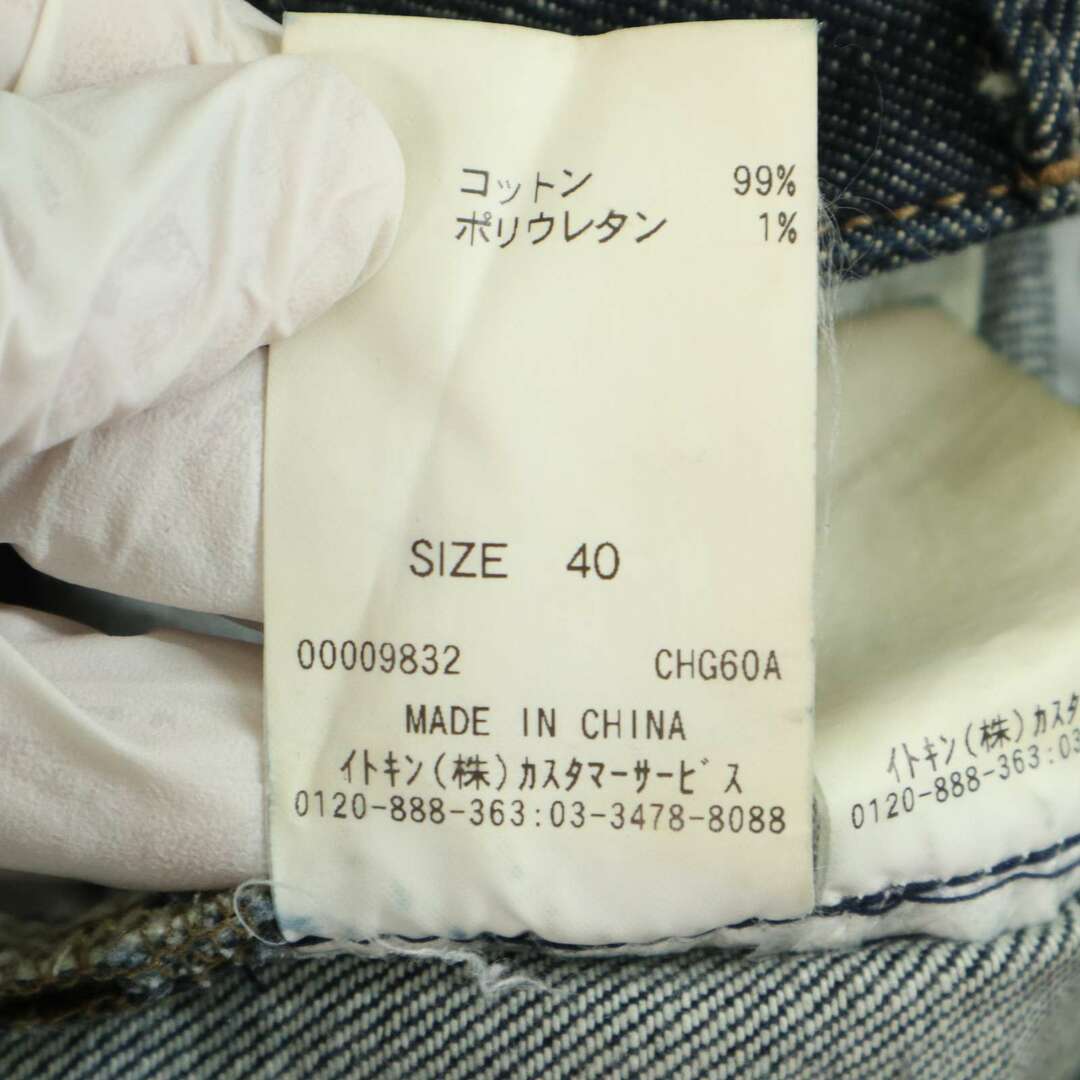 コットン 99%
ポリウレタン 1%
SIZE 40
00009832 CHG60A
MADE IN CHINA
イトキン(株)カスタマーサービス
0120-888-363:03-3478-8088
イトキン(株)カスタ
0120-888-363:03